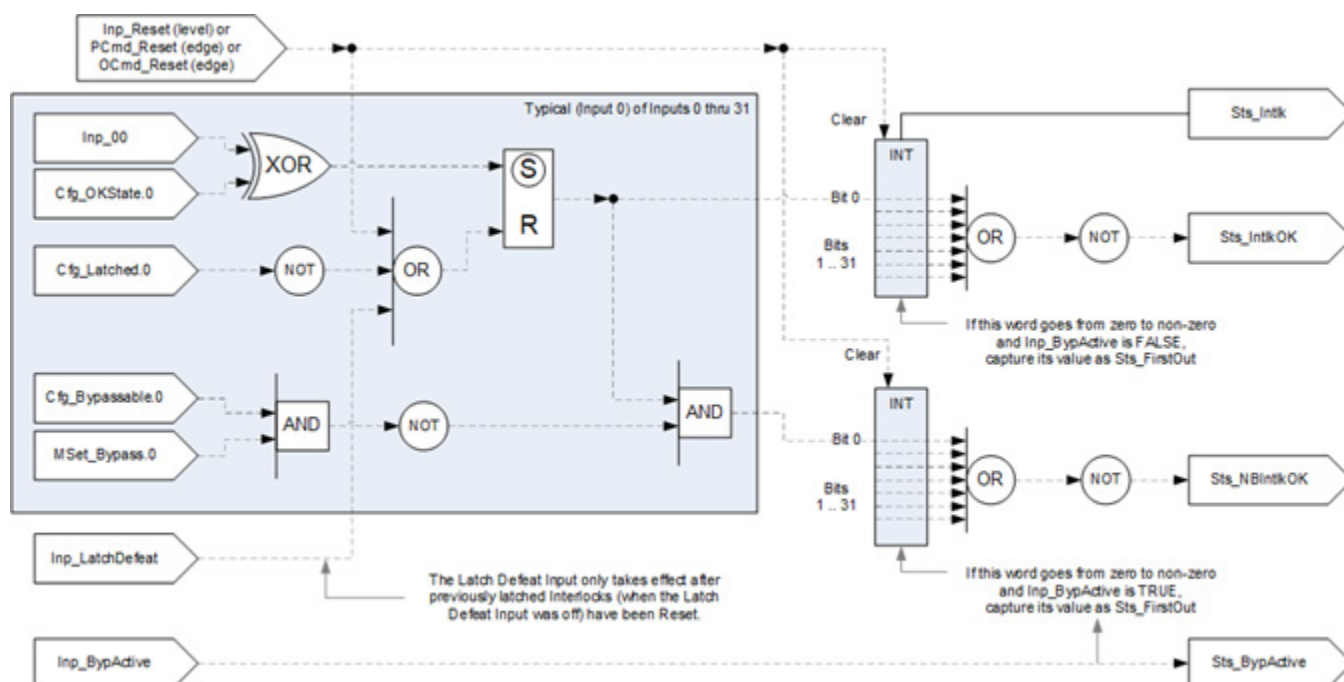 Inp_Reset (level) or
PCmd_Reset (edge) or
OCmd_Reset (edge)
Typical (Input 0) of Inputs 0 thru 31
Inp_00
Cfg_OKState.0
XOR
S
R
Cfg_Latched.0
NOT
OR
Cfg_Bypassable.0
MSet_Bypass.0
AND
NOT
AND
Inp_LatchDefeat
The Latch Defeat Input only takes effect after
previously latched Interlocks (when the Latch
Defeat Input was off) have been Reset.
Inp_BypActive
Clear
INT
Bit 0
Bits
1 .. 31
OR
NOT
Sts_Intlk
Sts_IntlkOK
If this word goes from zero to non-zero
and Inp_BypActive is FALSE,
capture its value as Sts_FirstOut
Clear
INT
Bit 0
Bits
1 .. 31
OR
NOT
Sts_NBIntlkOK
If this word goes from zero to non-zero
and Inp_BypActive is TRUE,
capture its value as Sts_FirstOut
Sts_BypActive